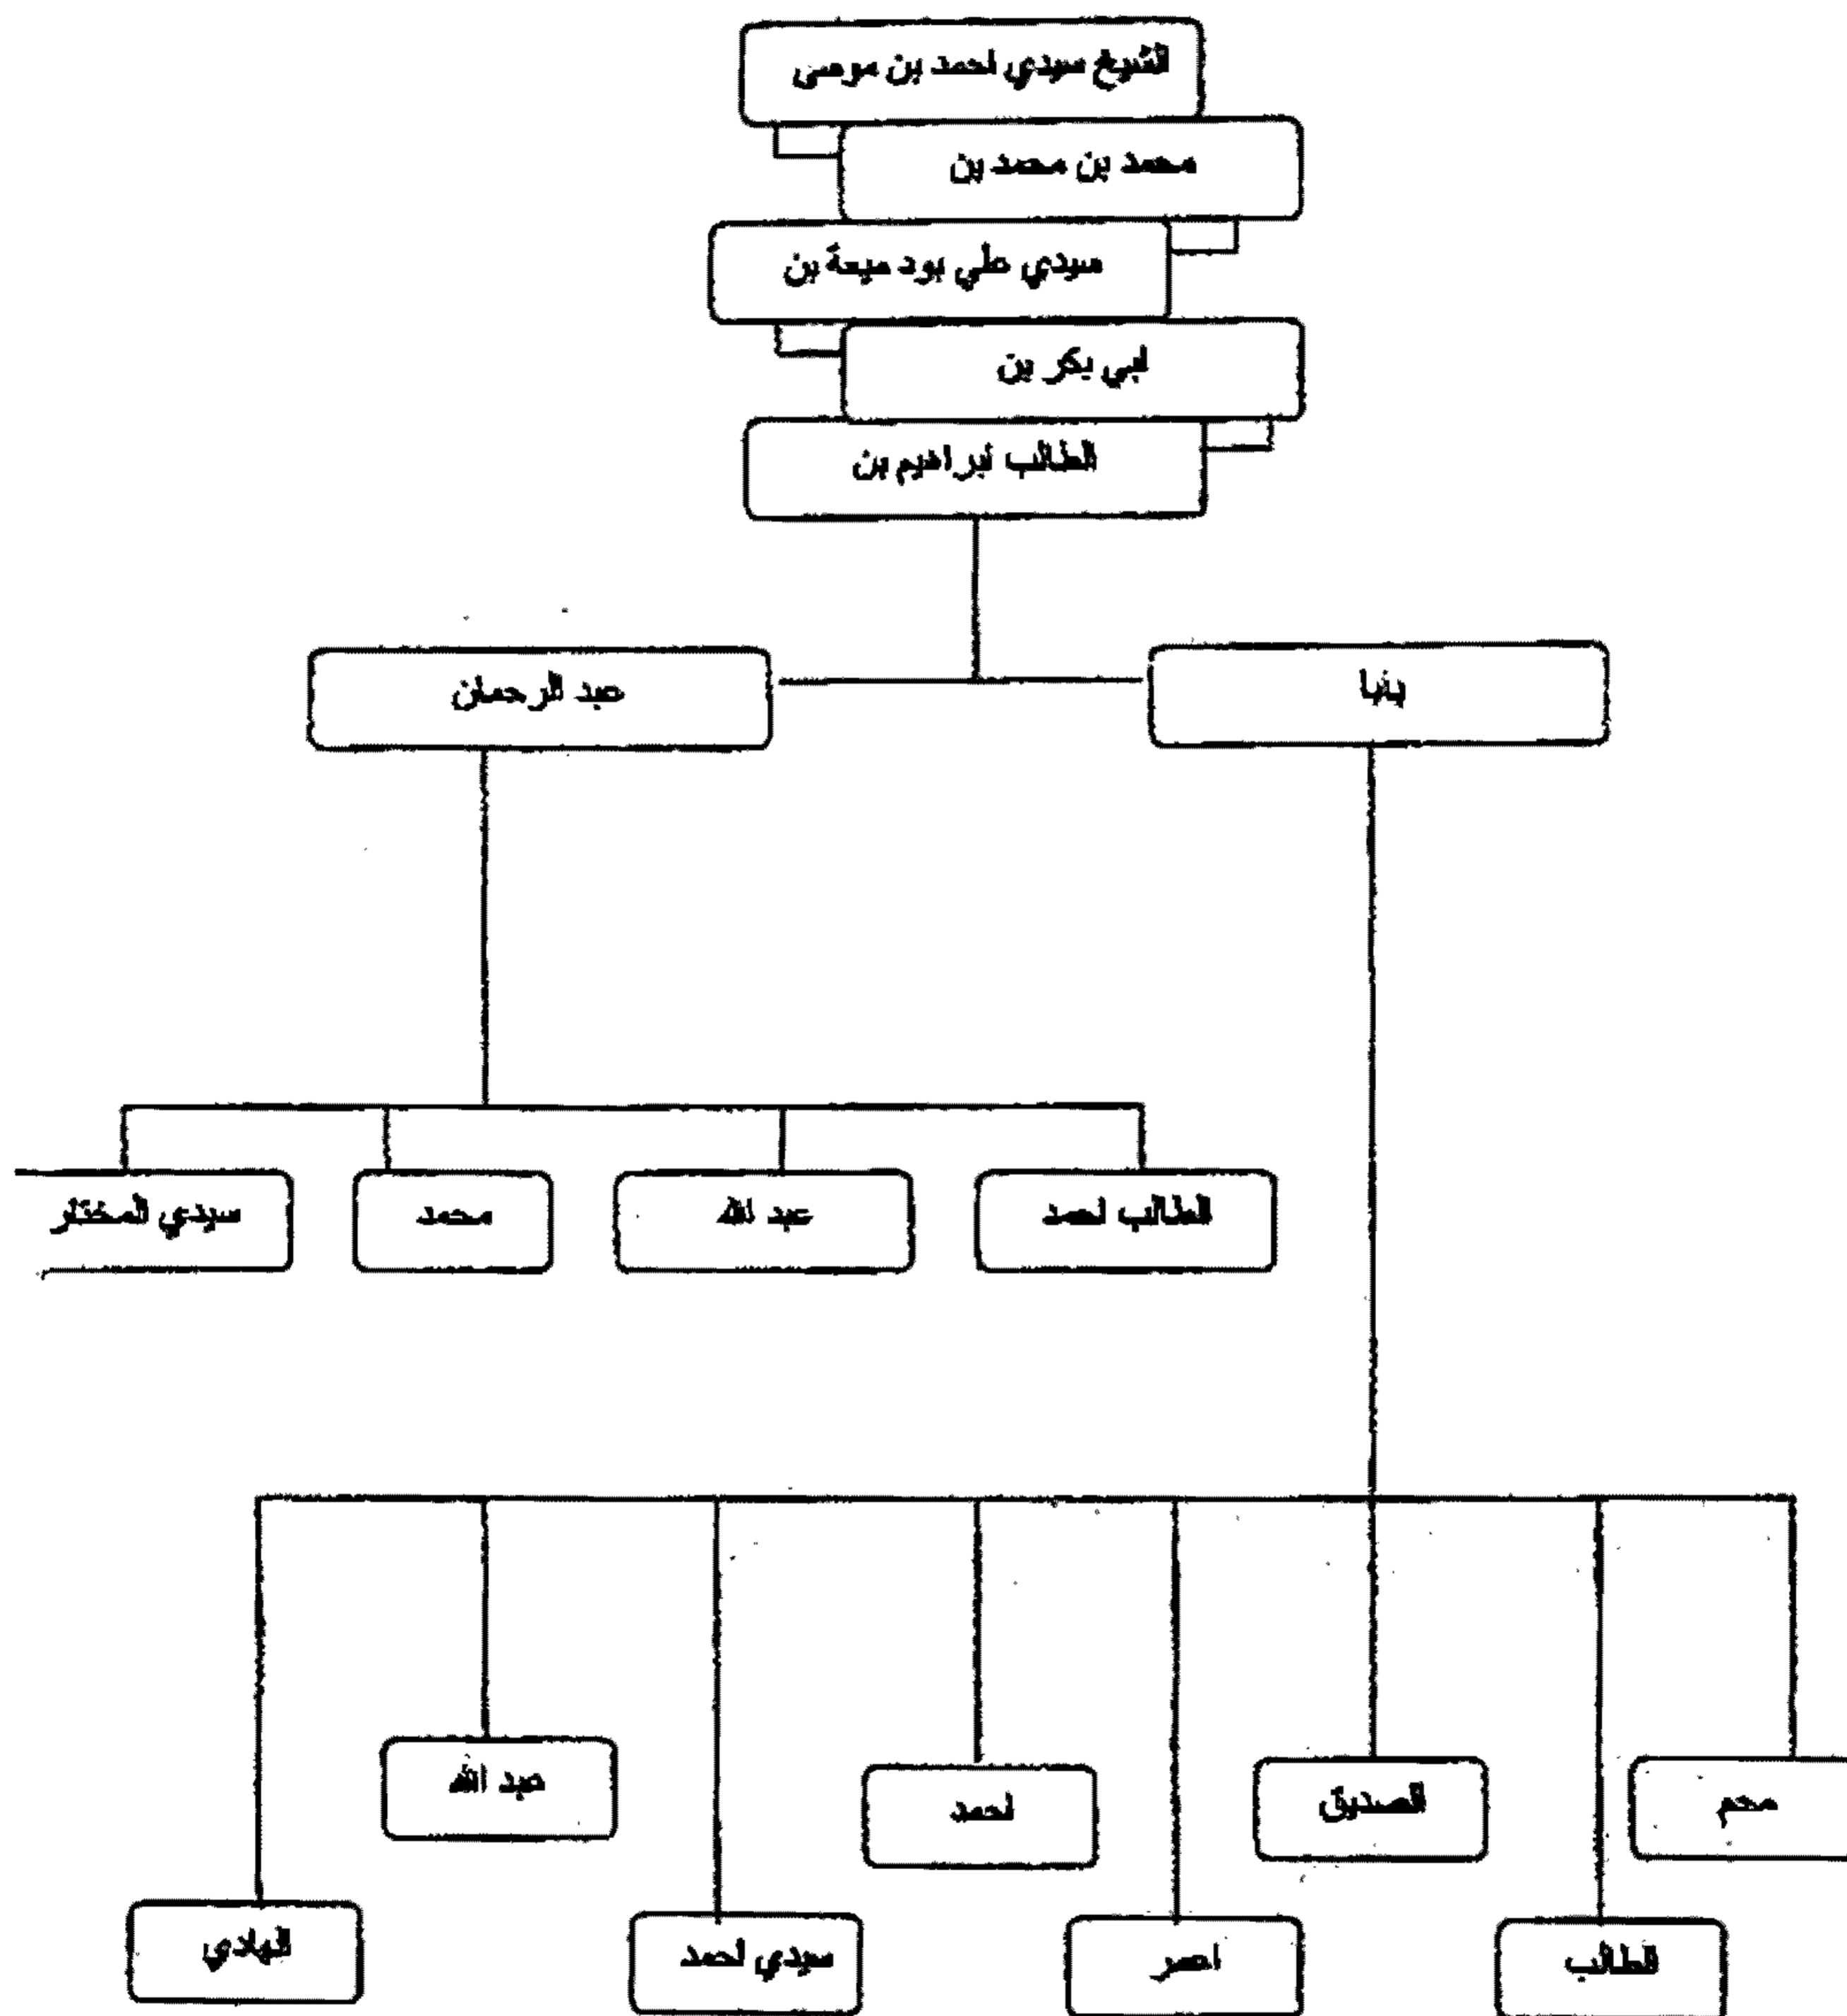 الشيخ سيدي احمد بن موسى
محمد بن محمد بن
سيدي علي بود ميعة بن
ابي بكر بن
الطالب ابراهيم بن
عبد الرحمان
الطالب احمد
عبد الله
محمد
سيدي المختار
محم
الصديق
احمد
عبد الله
الطالب
اعمر
سيدي احمد
الهادي